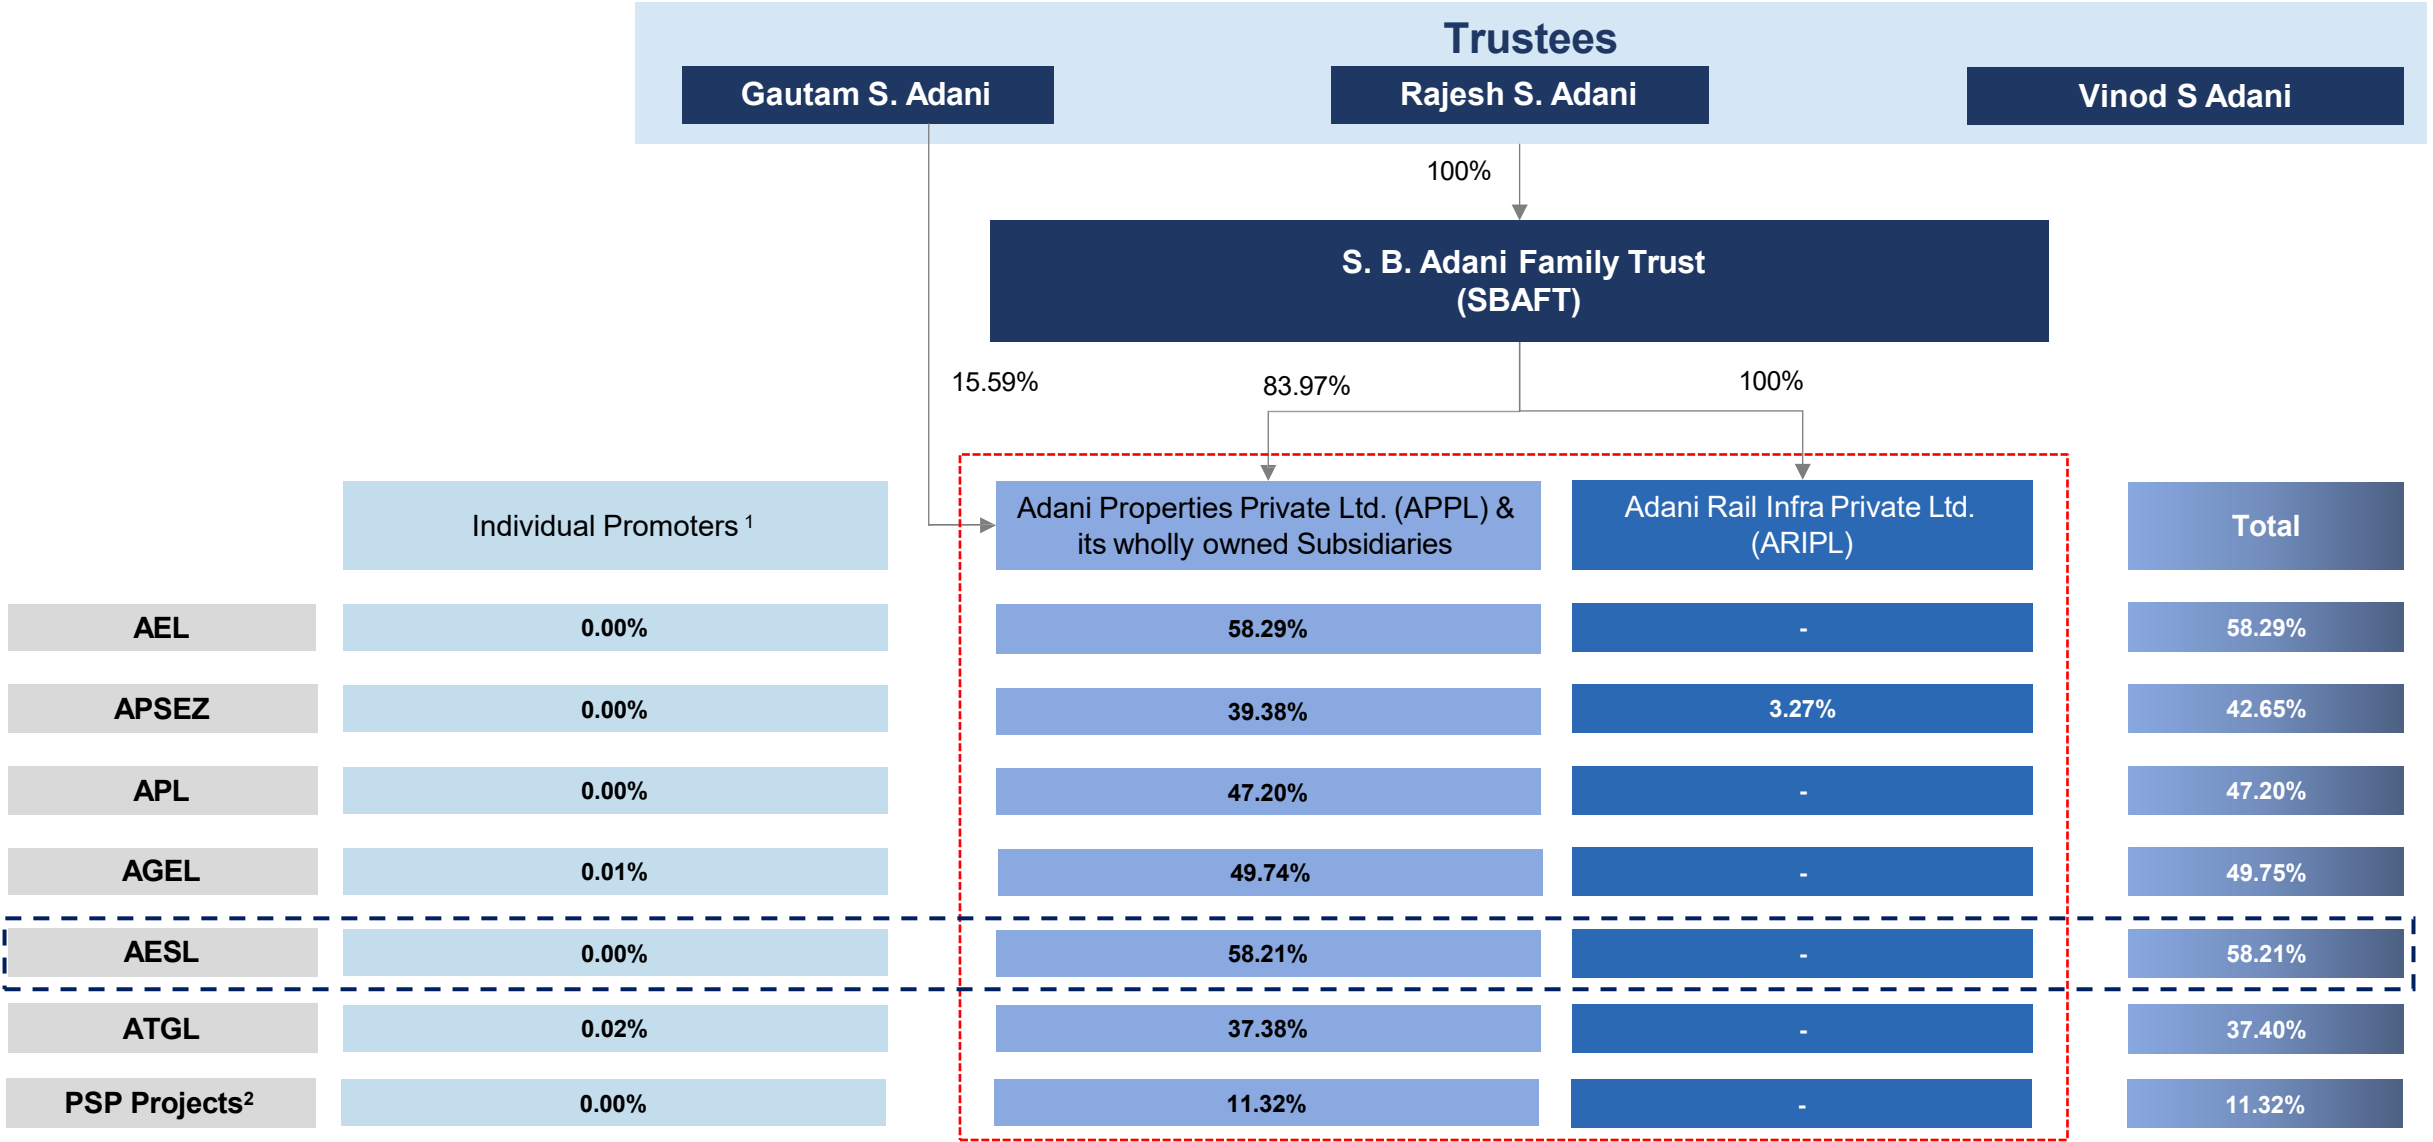 Trustees
Gautam S. Adani
Rajesh S. Adani
Vinod S Adani
100%
S. B. Adani Family Trust
(SBAFT)
15.59%
83.97%
100%
Individual Promoters ¹
Adani Properties Private Ltd. (APPL) &
its wholly owned Subsidiaries
Adani Rail Infra Private Ltd.
(ARIPL)
Total
AEL
0.00%
58.29%
-
58.29%
APSEZ
0.00%
39.38%
3.27%
42.65%
APL
0.00%
47.20%
-
47.20%
AGEL
0.01%
49.74%
-
49.75%
AESL
0.00%
58.21%
-
58.21%
ATGL
0.02%
37.38%
-
37.40%
PSP Projects²
0.00%
11.32%
-
11.32%